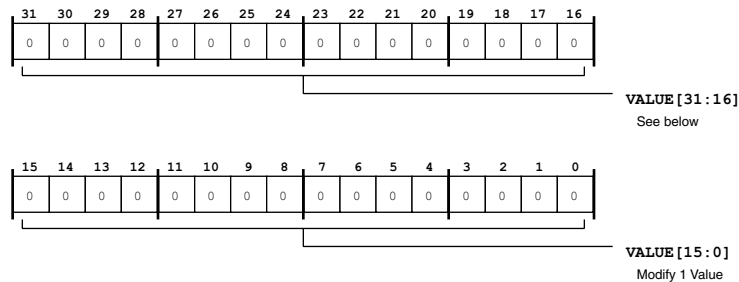 31 30 29 28 27 26 25 24 23 22 21 20 19 18 17 16
0 0 0 0 0 0 0 0 0 0 0 0 0 0 0 0
VALUE[31:16]
See below
15 14 13 12 11 10 9 8 7 6 5 4 3 2 1 0
0 0 0 0 0 0 0 0 0 0 0 0 0 0 0 0
VALUE[15:0]
Modify 1 Value